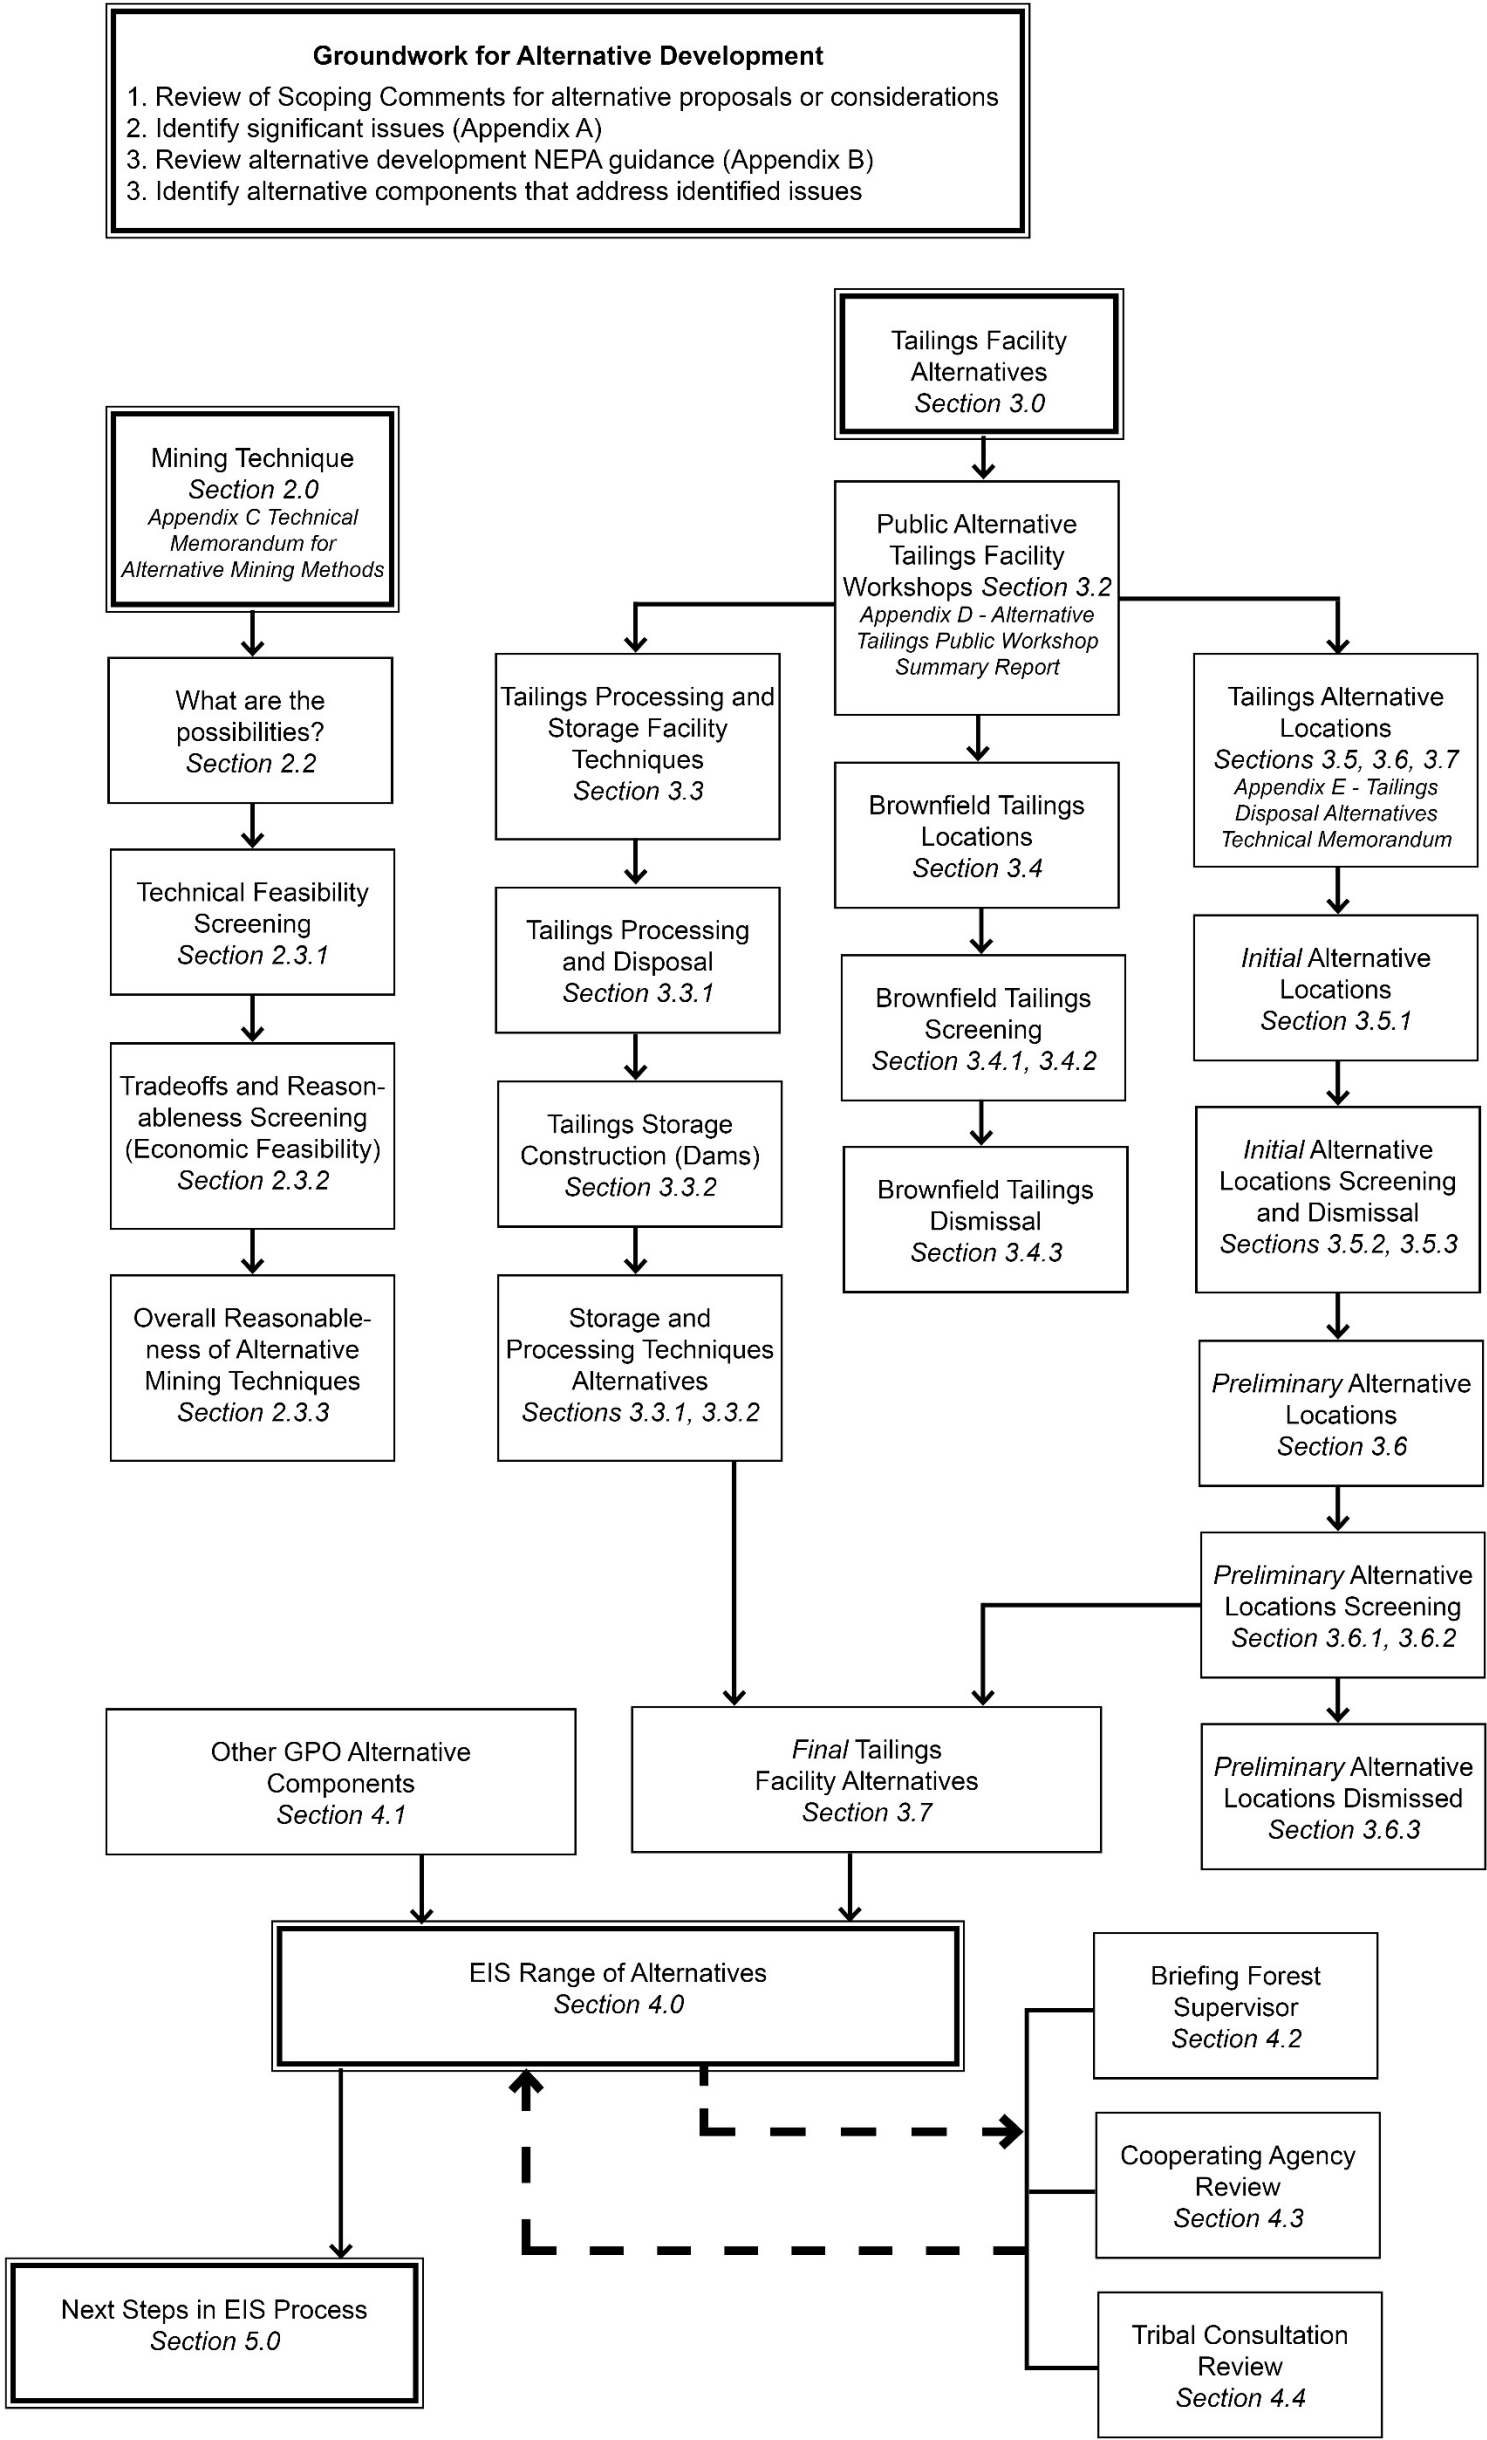 Groundwork for Alternative Development
1. Review of Scoping Comments for alternative proposals or considerations
2. Identify significant issues (Appendix A)
3. Review alternative development NEPA guidance (Appendix B)
3. Identify alternative components that address identified issues
Tailings Facility
Alternatives
Section 3.0
Mining Technique
Section 2.0
Appendix C Technical
Memorandum for
Alternative Mining Methods
What are the
possibilities?
Section 2.2
Technical Feasibility
Screening
Section 2.3.1
Tradeoffs and Reason-
ableness Screening
(Economic Feasibility)
Section 2.3.2
Overall Reasonable-
ness of Alternative
Mining Techniques
Section 2.3.3
Public Alternative
Tailings Facility
Workshops Section 3.2
Appendix D - Alternative
Tailings Public Workshop
Summary Report
Tailings Processing and
Storage Facility
Techniques
Section 3.3
Tailings Processing
and Disposal
Section 3.3.1
Tailings Storage
Construction (Dams)
Section 3.3.2
Storage and
Processing Techniques
Alternatives
Sections 3.3.1, 3.3.2
Brownfield Tailings
Locations
Section 3.4
Brownfield Tailings
Screening
Section 3.4.1, 3.4.2
Brownfield Tailings
Dismissal
Section 3.4.3
Tailings Alternative
Locations
Sections 3.5, 3.6, 3.7
Appendix E - Tailings
Disposal Alternatives
Technical Memorandum
Initial Alternative
Locations
Section 3.5.1
Initial Alternative
Locations Screening
and Dismissal
Sections 3.5.2, 3.5.3
Preliminary Alternative
Locations
Section 3.6
Preliminary Alternative
Locations Screening
Section 3.6.1, 3.6.2
Preliminary Alternative
Locations Dismissed
Section 3.6.3
Other GPO Alternative
Components
Section 4.1
Final Tailings
Facility Alternatives
Section 3.7
EIS Range of Alternatives
Section 4.0
Briefing Forest
Supervisor
Section 4.2
Cooperating Agency
Review
Section 4.3
Tribal Consultation
Review
Section 4.4
Next Steps in EIS Process
Section 5.0